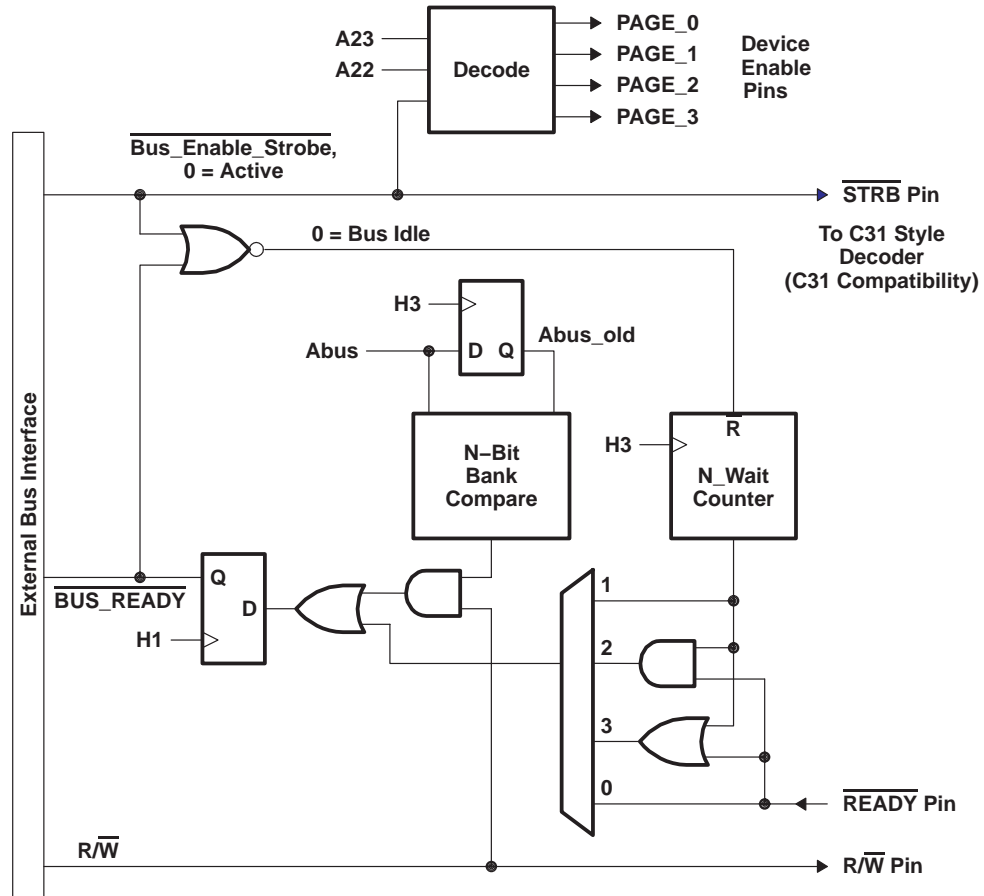 PAGE_0
A23
PAGE_1
Device
Enable
Pins
Decode
A22
PAGE_2
PAGE_3
Bus_Enable_Strobe,
0 = Active
STRB Pin
0 = Bus Idle
To C31 Style
Decoder
(C31 Compatibility)
H3
Abus_old
Abus
D Q
External Bus Interface
R
H3
N–Bit
Bank
Compare
N_Wait
Counter
Q
1
BUS_READY
D
H1
2
3
0
READY Pin
R/W
R/W Pin